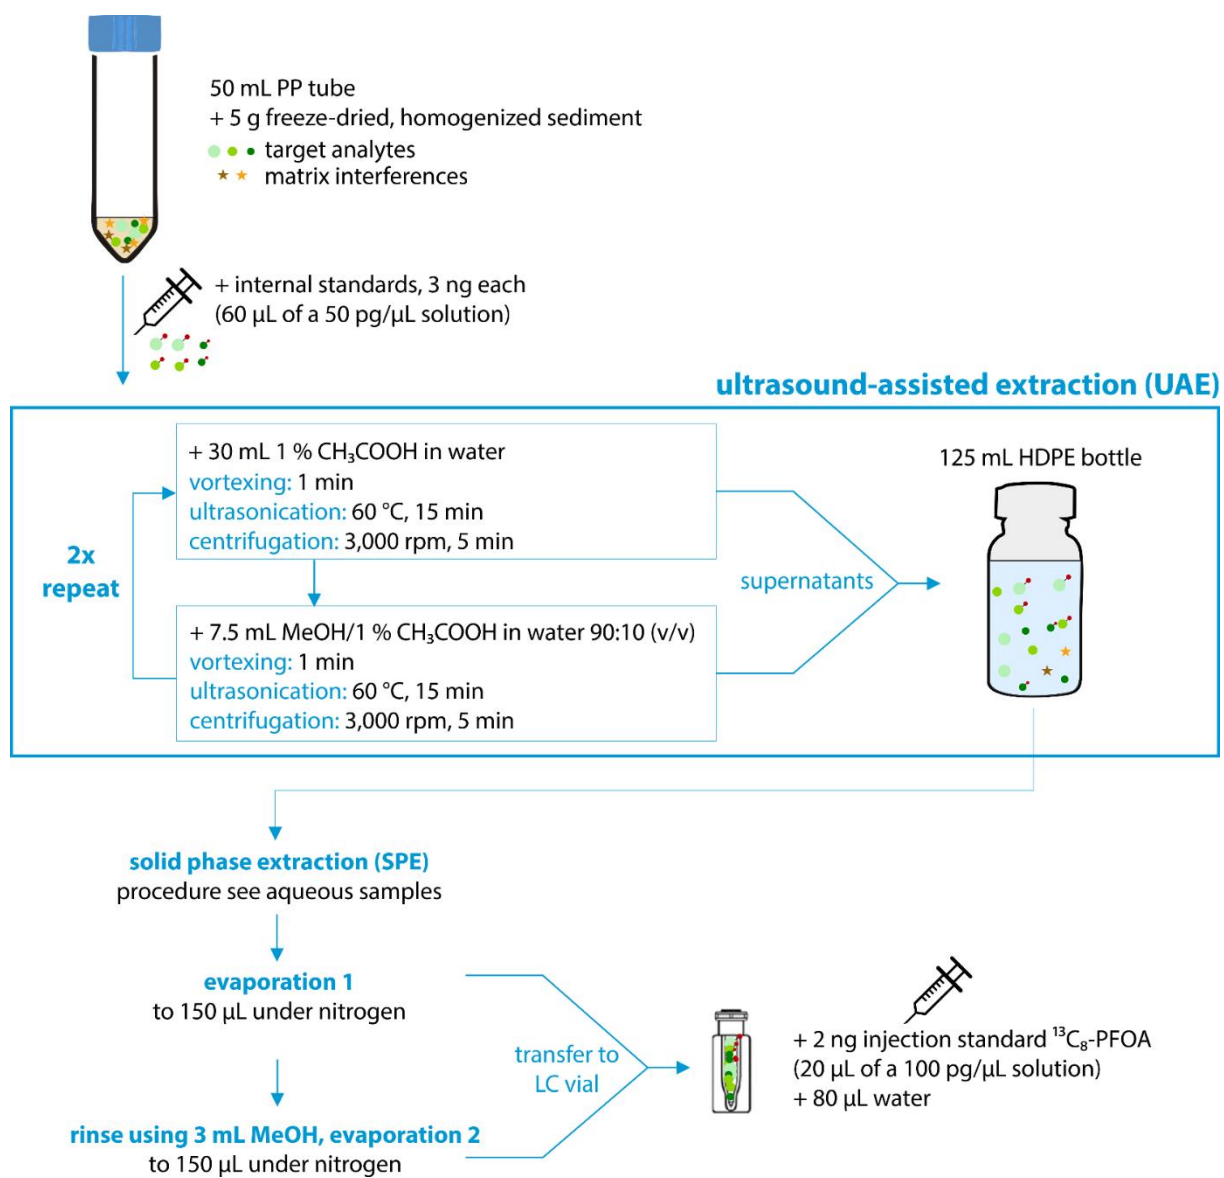 50 mL PP tube
+ 5 g freeze-dried, homogenized sediment
target analytes
matrix interferences
+ internal standards, 3 ng each
(60 µL of a 50 pg/µL solution)
ultrasound-assisted extraction (UAE)
+ 30 mL 1 % CH₃COOH in water
vortexing: 1 min
ultrasonication: 60 °C, 15 min
centrifugation: 3,000 rpm, 5 min
125 mL HDPE bottle
2x
repeat
supernatants
+ 7.5 mL MeOH/1 % CH₃COOH in water 90:10 (v/v)
vortexing: 1 min
ultrasonication: 60 °C, 15 min
centrifugation: 3,000 rpm, 5 min
solid phase extraction (SPE)
procedure see aqueous samples
evaporation 1
to 150 µL under nitrogen
transfer to
LC vial
+ 2 ng injection standard ¹³C₈-PFOA
(20 µL of a 100 pg/µL solution)
+ 80 µL water
rinse using 3 mL MeOH, evaporation 2
to 150 µL under nitrogen